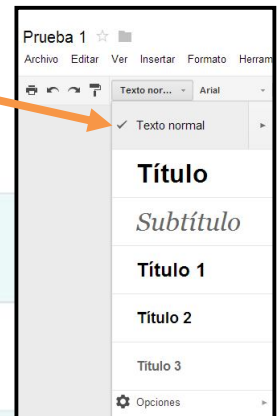 Prueba 1
Archivo Editar Ver Insertar Formato Herram
Texto nor... Arial
Texto normal
Título
Subtítulo
Título 1
Título 2
Título 3
Opciones